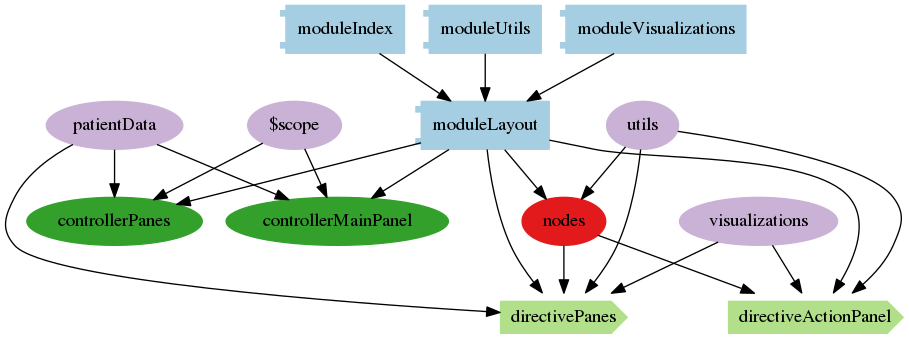 moduleIndex
moduleUtils
moduleVisualizations
patientData
$scope
moduleLayout
utils
controllerPanes
controllerMainPanel
nodes
visualizations
directivePanes
directiveActionPanel